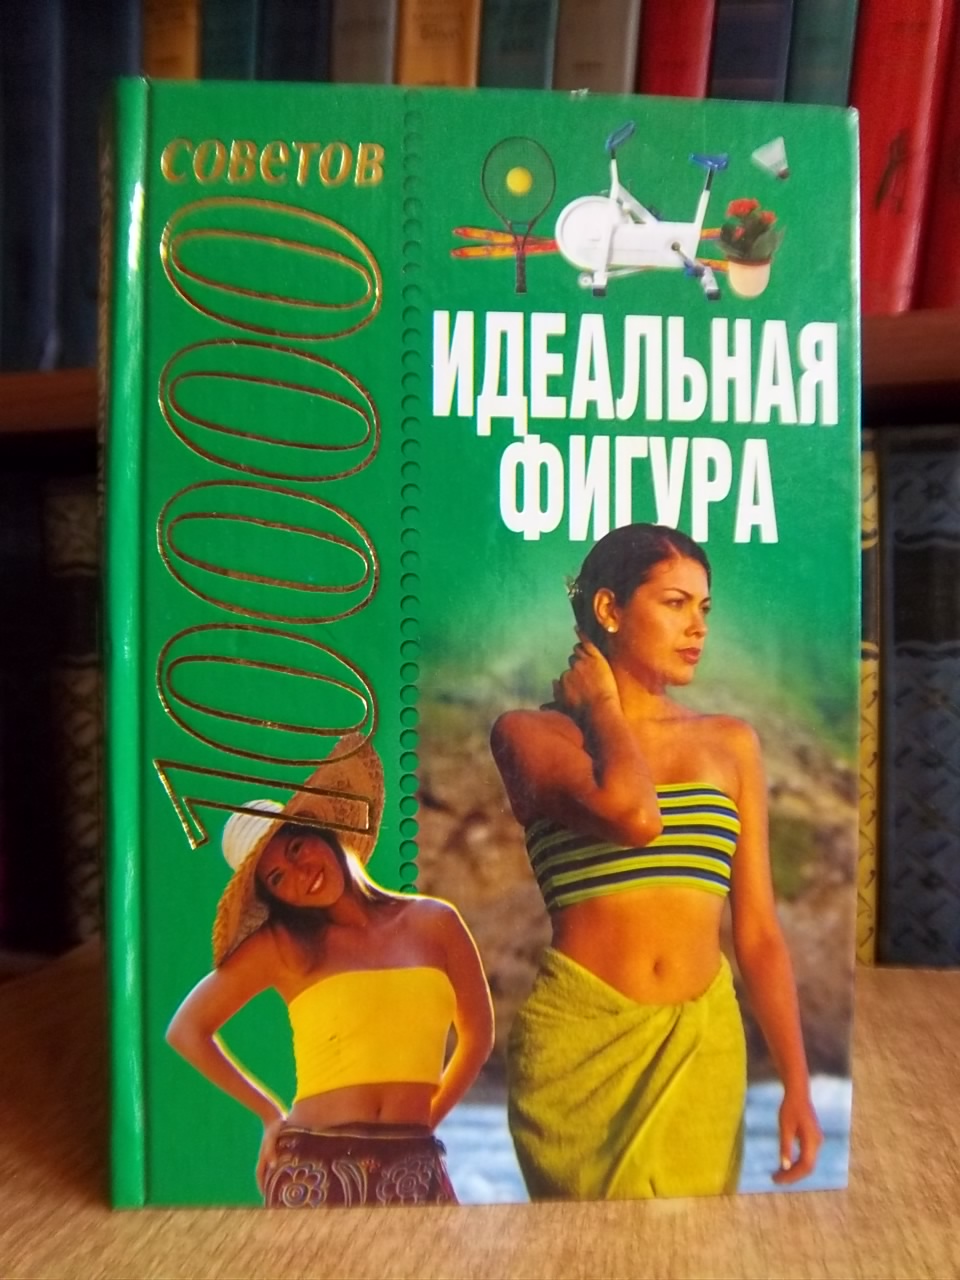 советов
10000
ИДЕАЛЬНАЯ
ФИГУРА